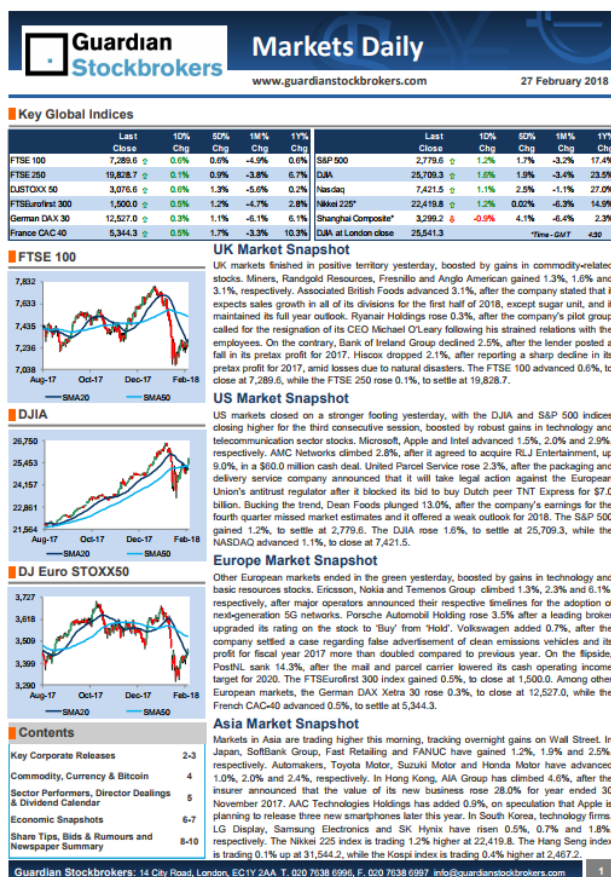 Guardian
Stockbrokers
Markets Daily
www.guardianstockbrokers.com
27 February 2018
Key Global Indices
Last 1D% 5D% 1M% 1Y%
Close Chg Chg Chg Chg
FTSE 100 7,289.6 0.6% 0.6% -4.9% 0.6%
FTSE 250 19,828.7 0.1% 0.9% -3.8% 6.7%
DJSTOXX 50 3,076.6 0.6% 1.3% -5.6% 0.2%
FTSEurofirst 300 1,500.0 0.5% 1.2% -4.7% 2.8%
German DAX 30 12,527.0 0.3% 1.1% -6.1% 6.1%
France CAC 40 5,344.3 0.5% 1.7% -3.3% 10.3%
Last 1D% 5D% 1M% 1Y%
Close Chg Chg Chg Chg
S&P 500 2,779.6 1.2% 1.7% -3.2% 17.4%
DJIA 25,709.3 1.6% 1.9% -3.4% 23.5%
Nasdaq 7,421.5 1.1% 2.5% -1.1% 27.0%
Nikkei 225* 22,419.8 1.2% 0.02% -6.3% 14.9%
Shanghai Composite* 3,299.2 -0.9% 4.1% -6.4% 2.3%
DJIA at London close 25,541.3 *Time - GMT 4:30
FTSE 100
7,832
7,633
7,435
7,236
7,038
Aug-17 Oct-17 Dec-17 Feb-18
SMA20 SMA50
DJIA
26,750
25,453
24,157
22,861
21,564
Aug-17 Oct-17 Dec-17 Feb-18
SMA20 SMA50
DJ Euro STOXX50
3,727
3,618
3,509
3,399
3,290
Aug-17 Oct-17 Dec-17 Feb-18
SMA20 SMA50
Contents
Key Corporate Releases 2-3
Commodity, Currency & Bitcoin 4
Sector Performers, Director Dealings
& Dividend Calendar 5
Economic Snapshots 6-7
Share Tips, Bids & Rumours and
Newspaper Summary 8-10
UK Market Snapshot
UK markets finished in positive territory yesterday, boosted by gains in commodity-related
stocks. Miners, Randgold Resources, Fresnillo and Anglo American gained 1.3%, 1.6% and
3.1%, respectively. Associated British Foods advanced 3.1%, after the company stated that it
expects sales growth in all of its divisions for the first half of 2018, except sugar unit, and it
maintained its full year outlook. Ryanair Holdings rose 0.3%, after the company's pilot group
called for the resignation of its CEO Michael O'Leary following his strained relations with the
employees. On the contrary, Bank of Ireland Group declined 2.5%, after the lender posted a
fall in its pretax profit for 2017. Hiscox dropped 2.1%, after reporting a sharp decline in its
pretax profit for 2017, amid losses due to natural disasters. The FTSE 100 advanced 0.6%, to
close at 7,289.6, while the FTSE 250 rose 0.1%, to settle at 19,828.7.
US Market Snapshot
US markets closed on a stronger footing yesterday, with the DJIA and S&P 500 indices
closing higher for the third consecutive session, boosted by robust gains in technology and
telecommunication sector stocks. Microsoft, Apple and Intel advanced 1.5%, 2.0% and 2.9%,
respectively. AMC Networks climbed 2.8%, after it agreed to acquire RLJ Entertainment, up
9.0%, in a $60.0 million cash deal. United Parcel Service rose 2.3%, after the packaging and
delivery service company announced that it will take legal action against the European
Union's antitrust regulator after it blocked its bid to buy Dutch peer TNT Express for $7.0
billion. Bucking the trend, Dean Foods plunged 13.0%, after the company's earnings for the
fourth quarter missed market estimates and it offered a weak outlook for 2018. The S&P 500
gained 1.2%, to settle at 2,779.6. The DJIA rose 1.6%, to settle at 25,709.3, while the
NASDAQ advanced 1.1%, to close at 7,421.5.
Europe Market Snapshot
Other European markets ended in the green yesterday, boosted by gains in technology and
basic resources stocks. Ericsson, Nokia and Temenos Group climbed 1.3%, 2.3% and 6.1%,
respectively, after major operators announced their respective timelines for the adoption of
next-generation 5G networks. Porsche Automobil Holding rose 3.5% after a leading broker
upgraded its rating on the stock to 'Buy' from 'Hold'. Volkswagen added 0.7%, after the
company settled a case regarding false advertisement of clean emissions vehicles and its
profit for fiscal year 2017 more than doubled compared to previous year. On the flipside,
PostNL sank 14.3%, after the mail and parcel carrier lowered its cash operating income
target for 2020. The FTSEurofirst 300 index gained 0.5%, to close at 1,500.0. Among other
European markets, the German DAX Xetra 30 rose 0.3%, to close at 12,527.0, while the
French CAC-40 advanced 0.5%, to settle at 5,344.3.
Asia Market Snapshot
Markets in Asia are trading higher this morning, tracking overnight gains on Wall Street. In
Japan, SoftBank Group, Fast Retailing and FANUC have gained 1.2%, 1.9% and 2.5%,
respectively. Automakers, Toyota Motor, Suzuki Motor and Honda Motor have advanced
1.0%, 2.0% and 2.4%, respectively. In Hong Kong, AIA Group has climbed 4.6%, after the
insurer announced that the value of its new business rose 28.0% for year ended 30
November 2017. AAC Technologies Holdings has added 0.9%, on speculation that Apple is
planning to release three new smartphones later this year. In South Korea, technology firms,
LG Display, Samsung Electronics and SK Hynix have risen 0.5%, 0.7% and 1.8%,
respectively. The Nikkei 225 index is trading 1.2% higher at 22,419.8. The Hang Seng index
is trading 0.1% up at 31,544.2, while the Kospi index is trading 0.4% higher at 2,467.2.
Guardian Stockbrokers: 14 City Road, London, EC1Y 2AA T. 020 7638 6996, F. 020 7638 6997 info@guardianstockbrokers.com 1